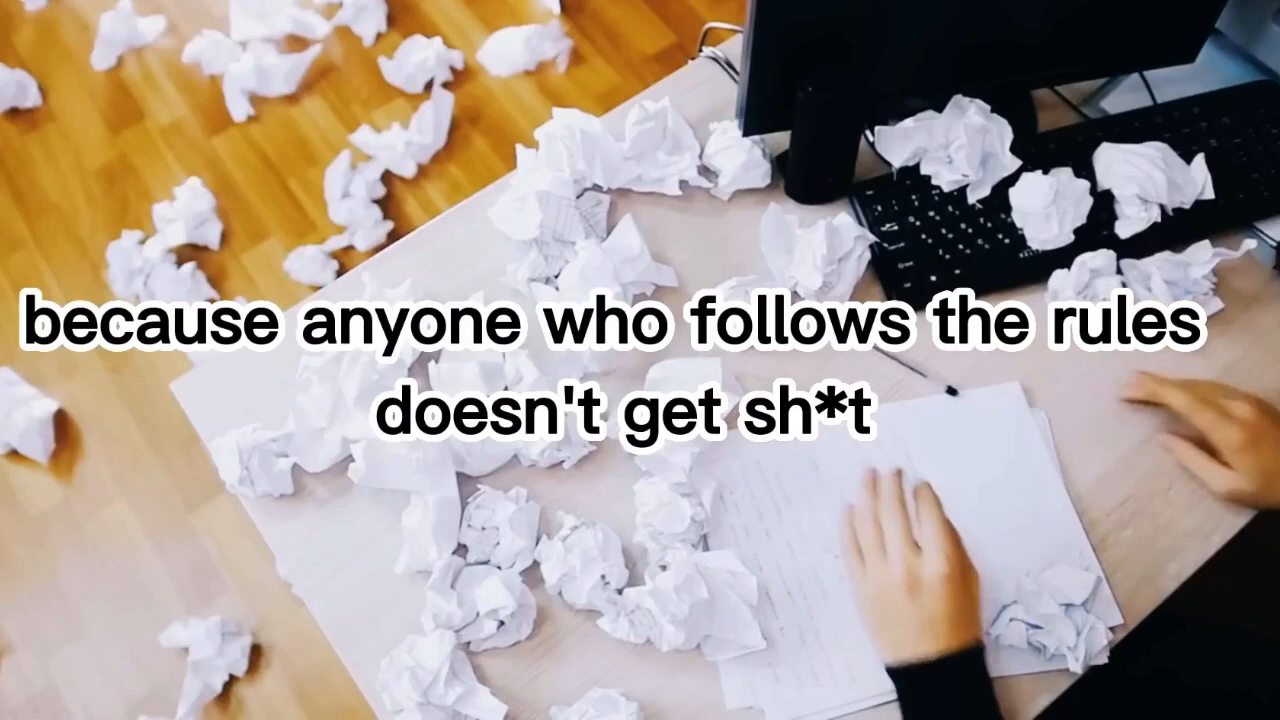 because anyone who follows the rules
doesn't get sh*t